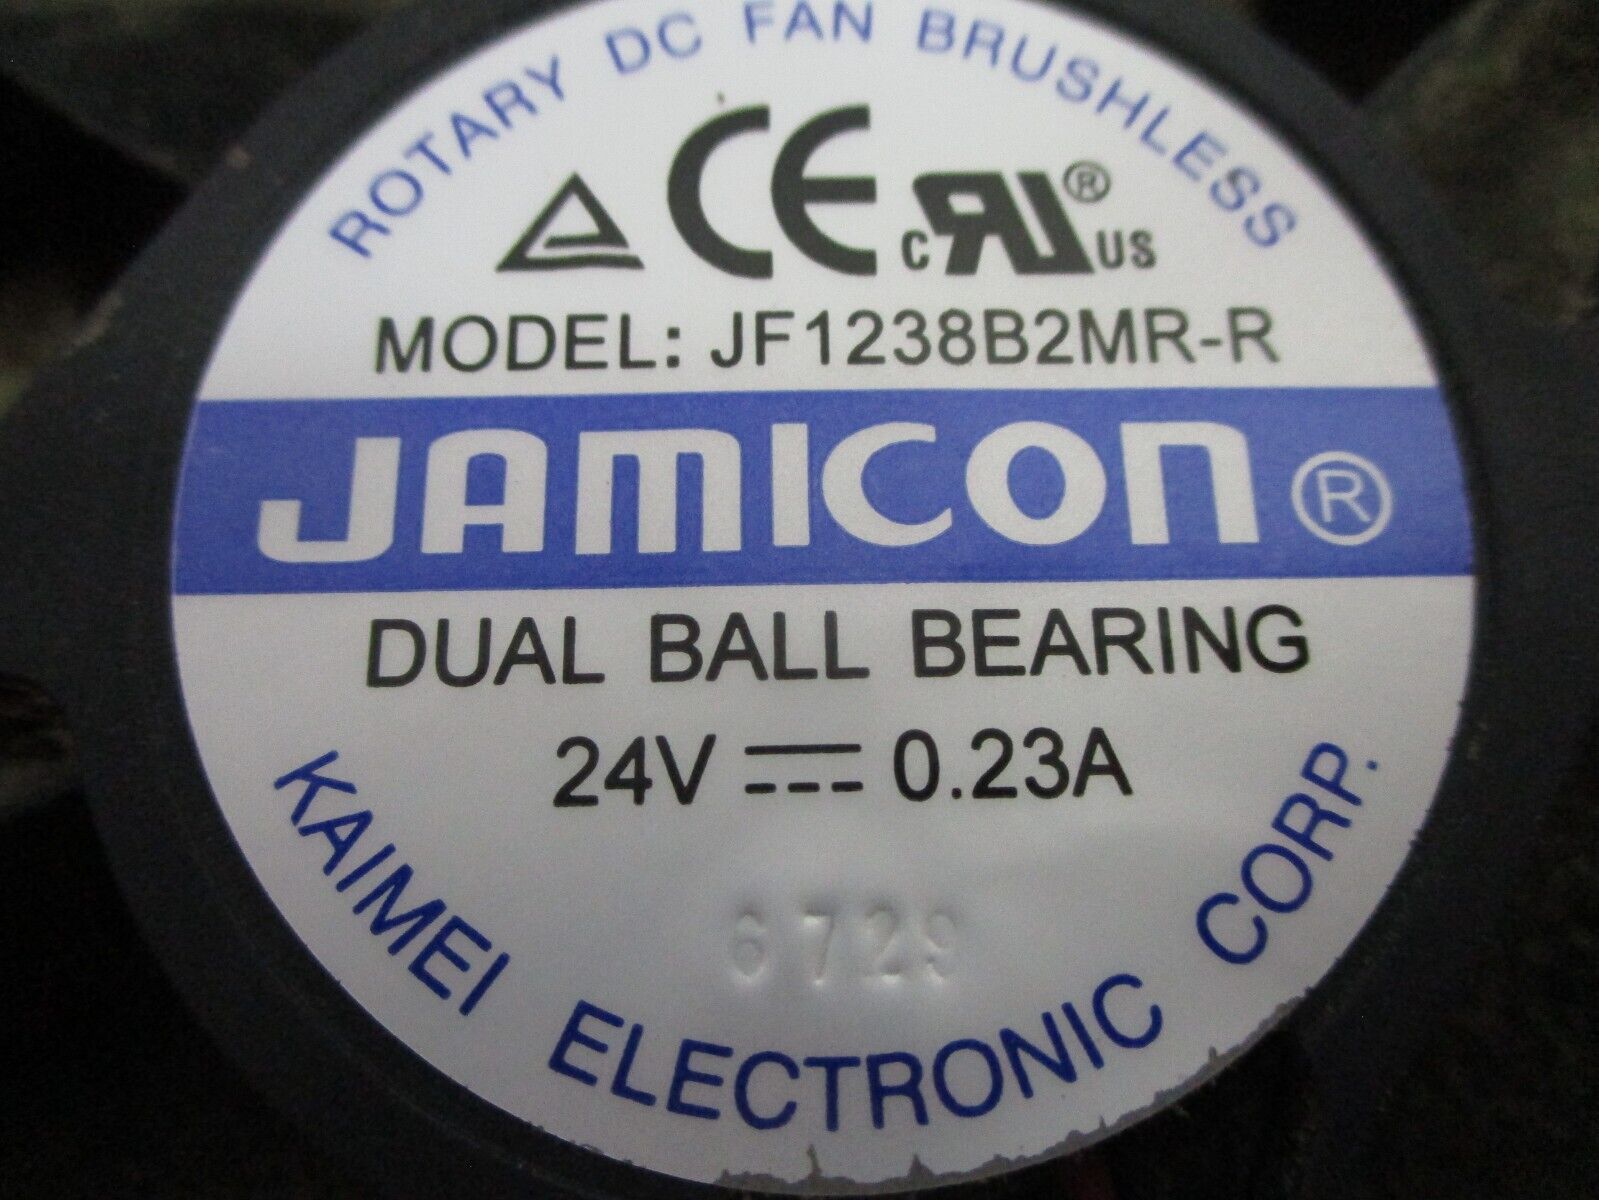 ROTARY DC FAN BRUSHLESS
CE c RU ® US
MODEL: JF1238B2MR-R
JAMICON ®
DUAL BALL BEARING
24V ⎓ 0.23A
6729
KAIMEI ELECTRONIC CORP.